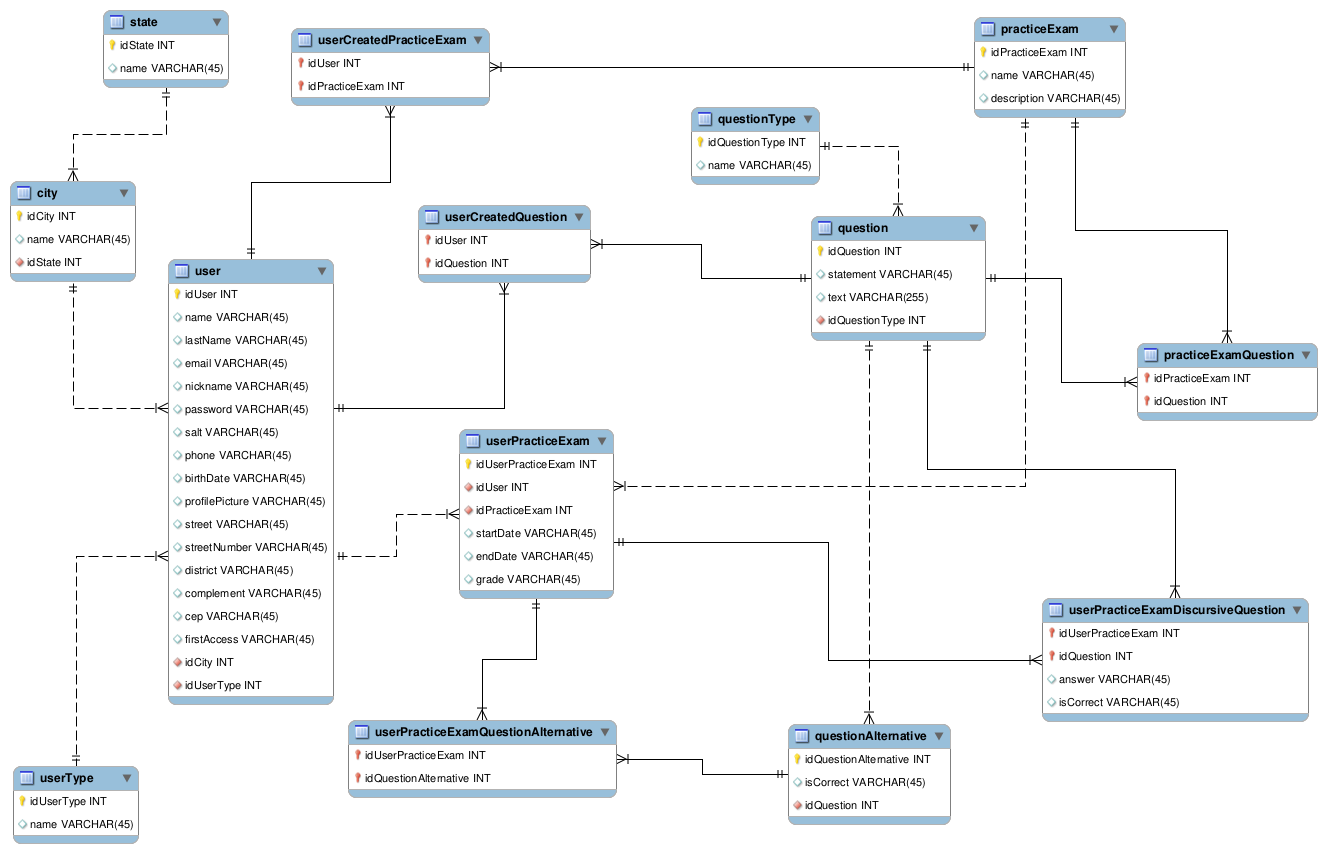 state
idState INT
name VARCHAR(45)
userCreatedPracticeExam
idUser INT
idPracticeExam INT
practiceExam
idPracticeExam INT
name VARCHAR(45)
description VARCHAR(45)
questionType
idQuestionType INT
name VARCHAR(45)
city
idCity INT
name VARCHAR(45)
idState INT
userCreatedQuestion
idUser INT
idQuestion INT
question
idQuestion INT
statement VARCHAR(45)
text VARCHAR(255)
idQuestionType INT
user
idUser INT
name VARCHAR(45)
lastName VARCHAR(45)
email VARCHAR(45)
nickname VARCHAR(45)
password VARCHAR(45)
salt VARCHAR(45)
phone VARCHAR(45)
birthDate VARCHAR(45)
profilePicture VARCHAR(45)
street VARCHAR(45)
streetNumber VARCHAR(45)
district VARCHAR(45)
complement VARCHAR(45)
cep VARCHAR(45)
firstAccess VARCHAR(45)
idCity INT
idUserType INT
practiceExamQuestion
idPracticeExam INT
idQuestion INT
userPracticeExam
idUserPracticeExam INT
idUser INT
idPracticeExam INT
startDate VARCHAR(45)
endDate VARCHAR(45)
grade VARCHAR(45)
userPracticeExamDiscursiveQuestion
idUserPracticeExam INT
idQuestion INT
answer VARCHAR(45)
isCorrect VARCHAR(45)
userPracticeExamQuestionAlternative
idUserPracticeExam INT
idQuestionAlternative INT
questionAlternative
idQuestionAlternative INT
isCorrect VARCHAR(45)
idQuestion INT
userType
idUserType INT
name VARCHAR(45)